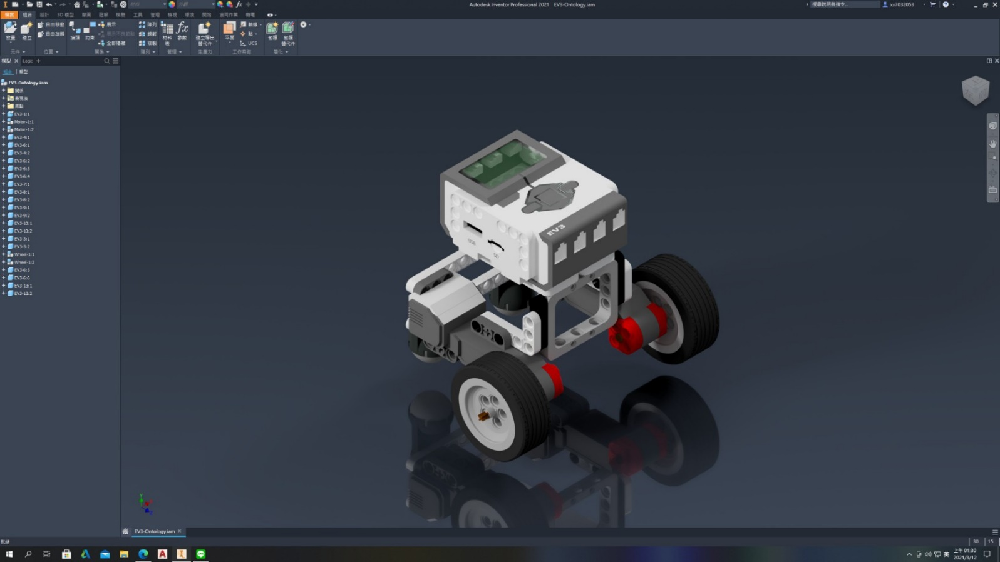 Autodesk Inventor Professional 2021 EV3-Ontology.iam
搜尋說明與指令...
xx7032053
檔案 組合 設計 3D 模型 草圖 註解 檢驗 工具 管理 檢視 環境 開始 協同作業 機電
放置
建立
自由移動
自由旋轉
接頭
約束
展示
全部隱藏
陣列
鏡射
複製
材料表
參數
建立導出替代件
平面
軸線
點
UCS
包膜
包膜替代件
元件
位置
關係
陣列
管理
生產力
工作特徵
簡化
模型
iLogic
組合
EV3-Ontology.iam
關係
表現法
原點
EV3-1:1
Motor-1:1
Motor-1:2
EV3-4:1
EV3-6:1
EV3-4:2
EV3-6:2
EV3-6:3
EV3-6:4
EV3-7:1
EV3-8:1
EV3-8:2
EV3-9:1
EV3-9:2
EV3-10:1
EV3-10:2
EV3-3:1
EV3-3:2
Wheel-1:1
Wheel-1:2
EV3-6:5
EV3-6:6
EV3-13:1
EV3-13:2
EV3
USB
SD
EV3-Ontology.iam
就緒
30 15
英
上午 01:30
2021/3/12